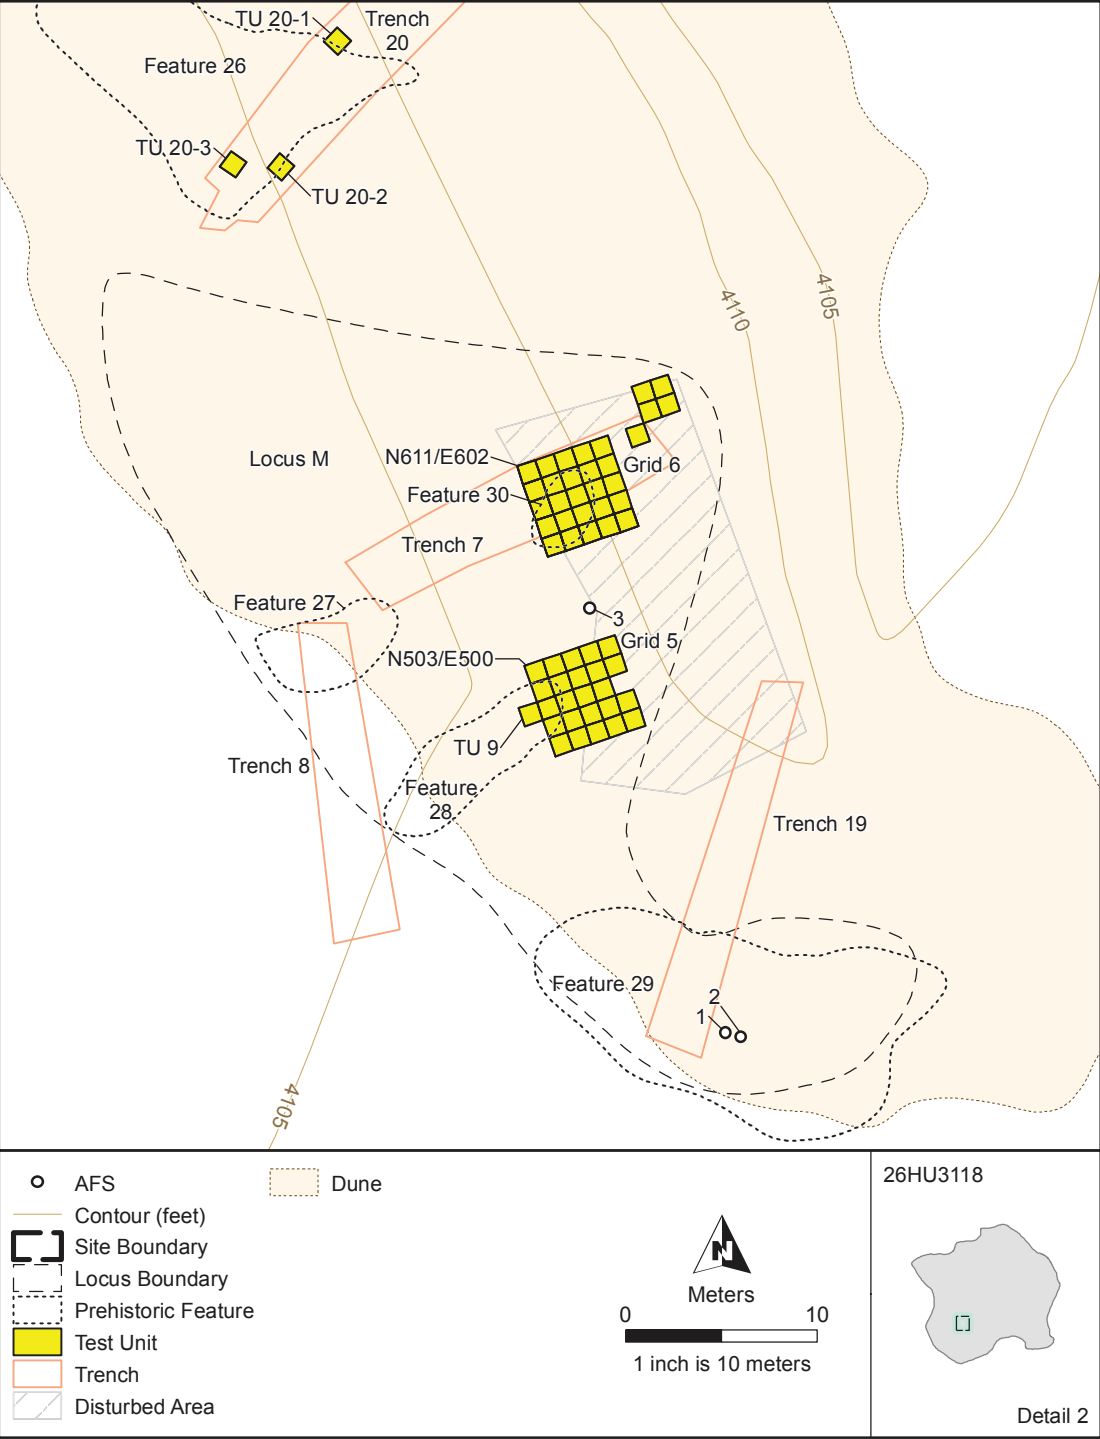 TU 20-1
Trench
20
Feature 26
TU 20-3
TU 20-2
4110
4105
Locus M
N611/E602
Grid 6
Feature 30
Trench 7
Feature 27
3
Grid 5
N503/E500
TU 9
Trench 8
Feature
28
Trench 19
Feature 29
2
1
4105
AFS
Contour (feet)
Site Boundary
Locus Boundary
Prehistoric Feature
Test Unit
Trench
Disturbed Area
Dune
N
Meters
0 10
1 inch is 10 meters
26HU3118
Detail 2